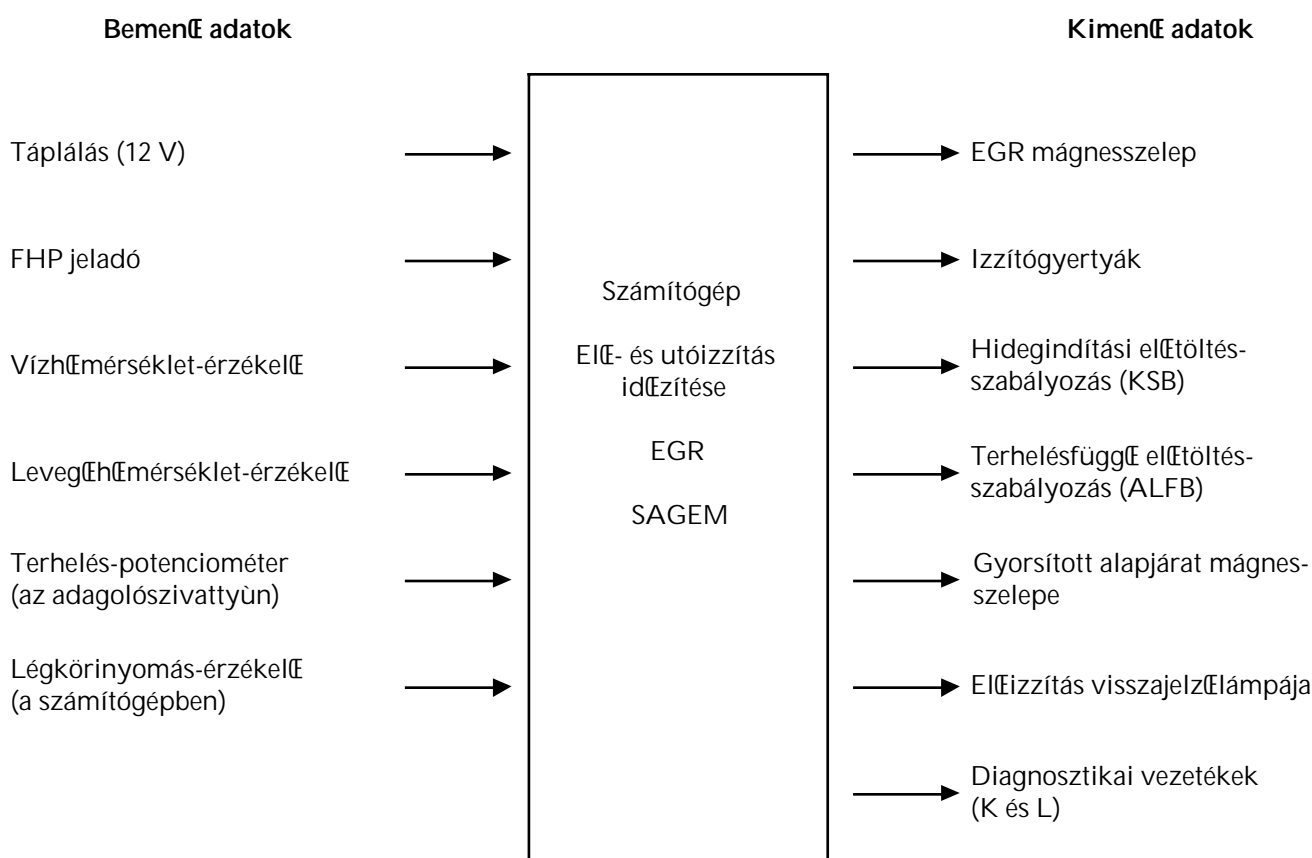 BemenŒ adatok
KimenŒ adatok
Táplálás (12 V)
FHP jeladó
VízhŒmérséklet-érzékelŒ
LevegŒhŒmérséklet-érzékelŒ
Terhelés-potenciométer
(az adagolószivattyùn)
Légkörinyomás-érzékelŒ
(a számítógépben)
Számítógép
ElŒ- és utóizzítás
idŒzítése
EGR
SAGEM
EGR mágnesszelep
Izzítógyertyák
Hidegindítási elŒtöltés-
szabályozás (KSB)
TerhelésfüggŒ elŒtöltés-
szabályozás (ALFB)
Gyorsított alapjárat mágnes-
szelepe
ElŒizzítás visszajelzŒlámpája
Diagnosztikai vezetékek
(K és L)